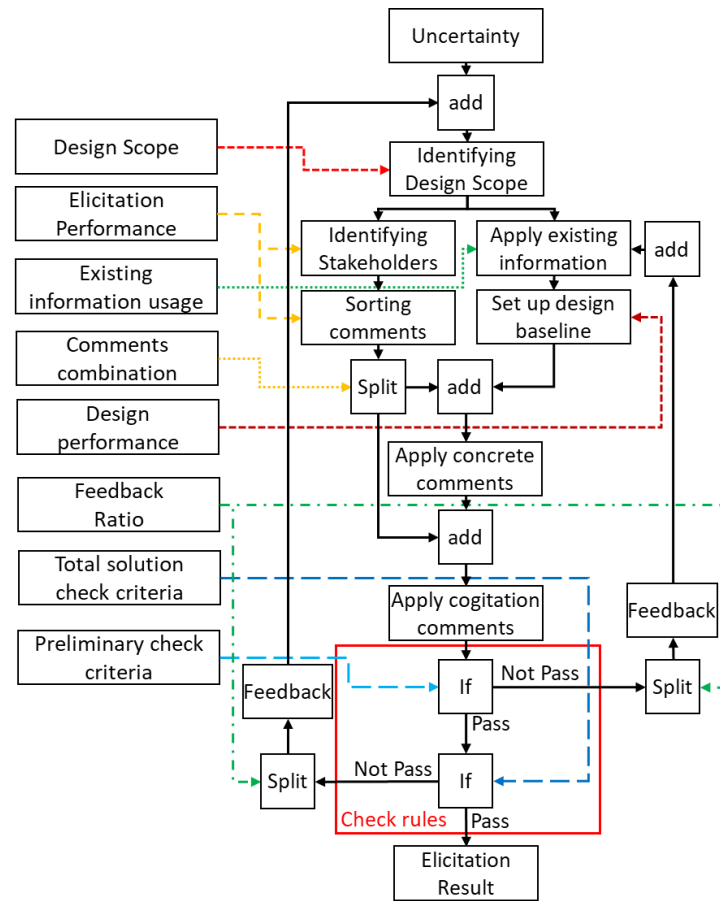 Uncertainty
add
Design Scope
Identifying
Design Scope
Elicitation
Performance
Identifying
Stakeholders
Apply existing
information
add
Existing
information usage
Sorting
comments
Set up design
baseline
Comments
combination
Split
add
Design
performance
Apply concrete
comments
Feedback
Ratio
add
Total solution
check criteria
Apply cogitation
comments
Feedback
Preliminary check
criteria
Feedback
If
Not Pass
Split
Pass
Split
Not Pass
If
Check rules
Pass
Elicitation
Result